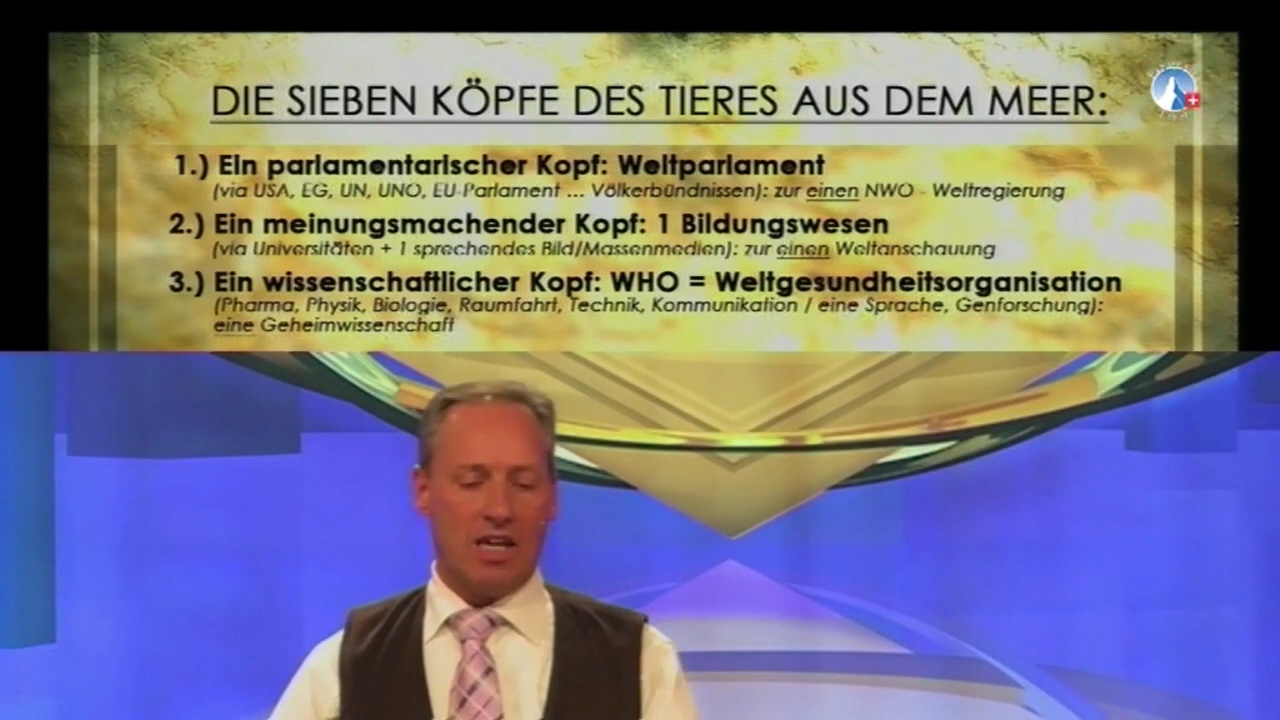 DIE SIEBEN KÖPFE DES TIERES AUS DEM MEER:
1.) Ein parlamentarischer Kopf: Weltparlament
(via USA, EG, UN, UNO, EU-Parlament ... Völkerbündnissen): zur einen NWO - Weltregierung
2.) Ein meinungsmachender Kopf: 1 Bildungswesen
(via Universitäten + 1 sprechendes Bild/Massenmedien): zur einen Weltanschauung
3.) Ein wissenschaftlicher Kopf: WHO = Weltgesundheitsorganisation
(Pharma, Physik, Biologie, Raumfahrt, Technik, Kommunikation / eine Sprache, Genforschung):
eine Geheimwissenschaft